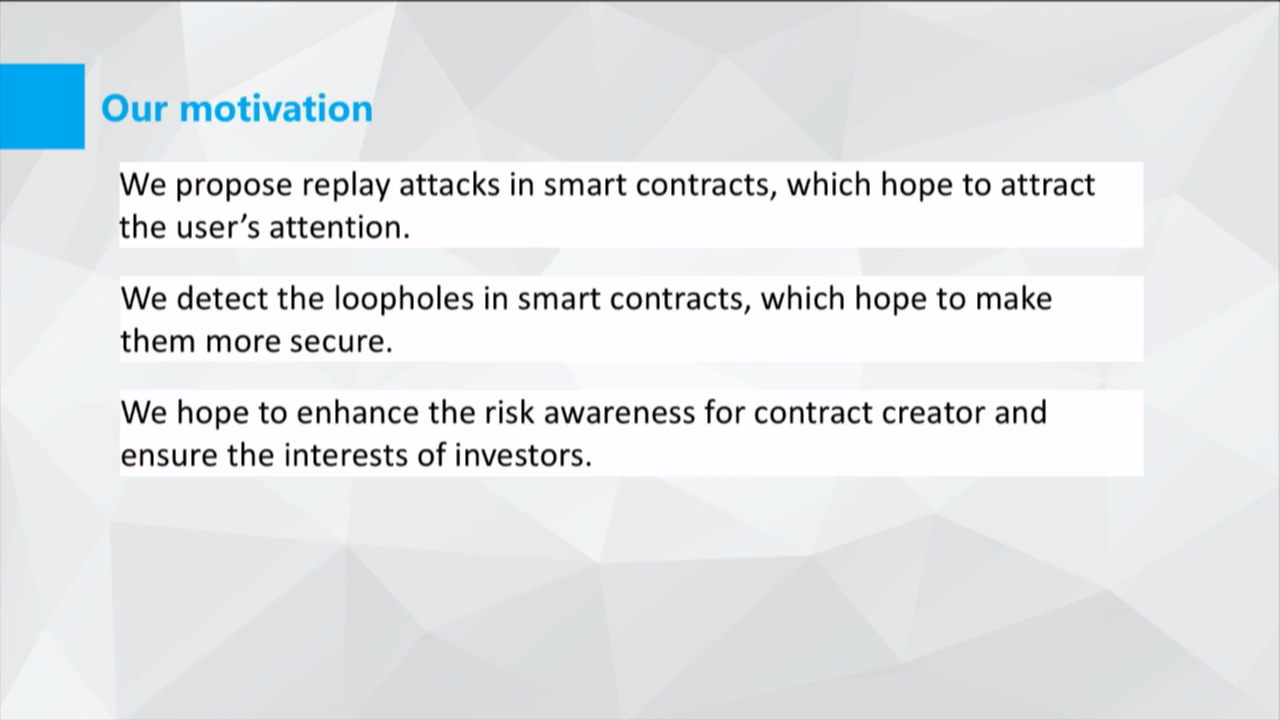 Our motivation
We propose replay attacks in smart contracts, which hope to attract
the user’s attention.
We detect the loopholes in smart contracts, which hope to make
them more secure.
We hope to enhance the risk awareness for contract creator and
ensure the interests of investors.